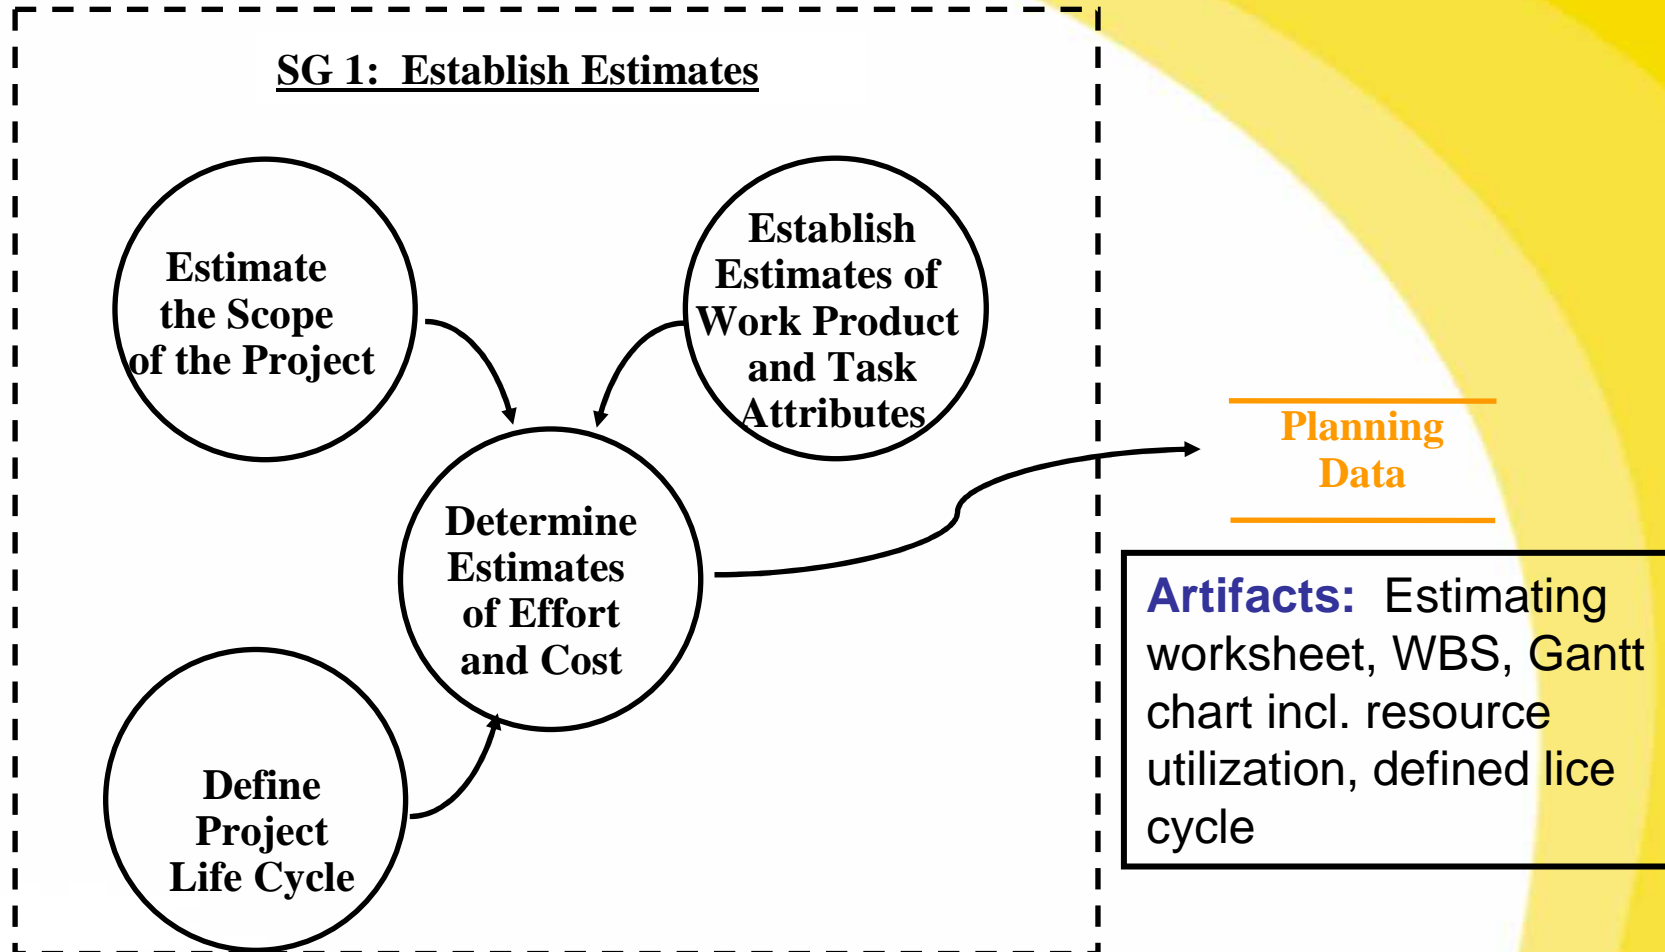 SG 1: Establish Estimates
Estimate
the Scope
of the Project
Establish
Estimates of
Work Product
and Task
Attributes
Determine
Estimates
of Effort
and Cost
Define
Project
Life Cycle
Planning
Data
Artifacts: Estimating
worksheet, WBS, Gantt
chart incl. resource
utilization, defined lice
cycle